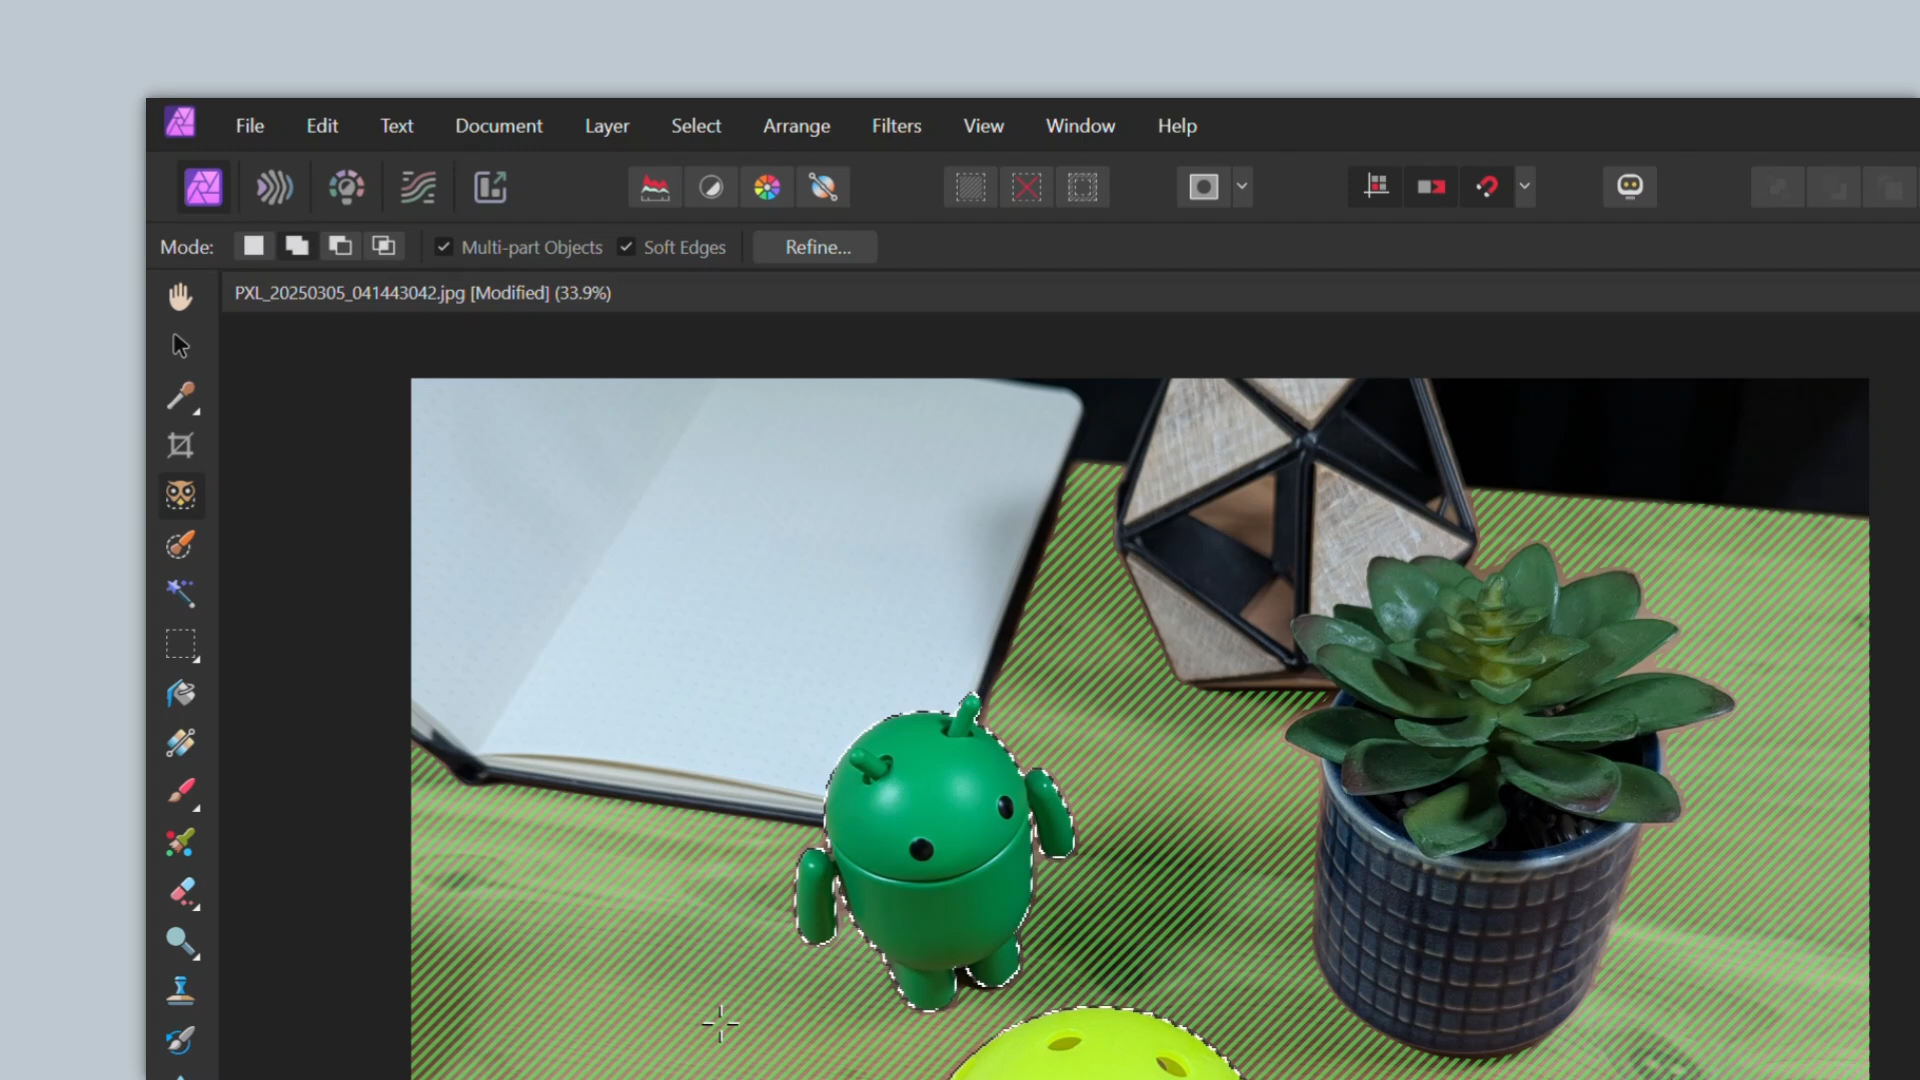 File Edit Text Document Layer Select Arrange Filters View Window Help
Mode: Multi-part Objects Soft Edges Refine...
PXL_20250305_041443042.jpg [Modified] (33.9%)